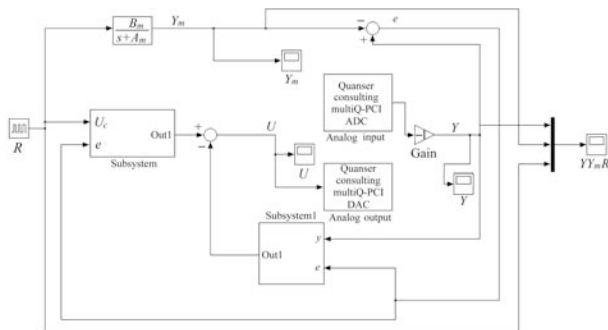 B_m
s+A_m
Y_m
−
e
+
Y_m
Quanser
consulting
multiQ-PCI
ADC
Analog input
−
Gain
Y
Y
R
U_c
e
Out1
Subsystem
+
−
U
U
Quanser
consulting
multiQ-PCI
DAC
Analog output
Subsystem1
Out1
y
e
YY_mR